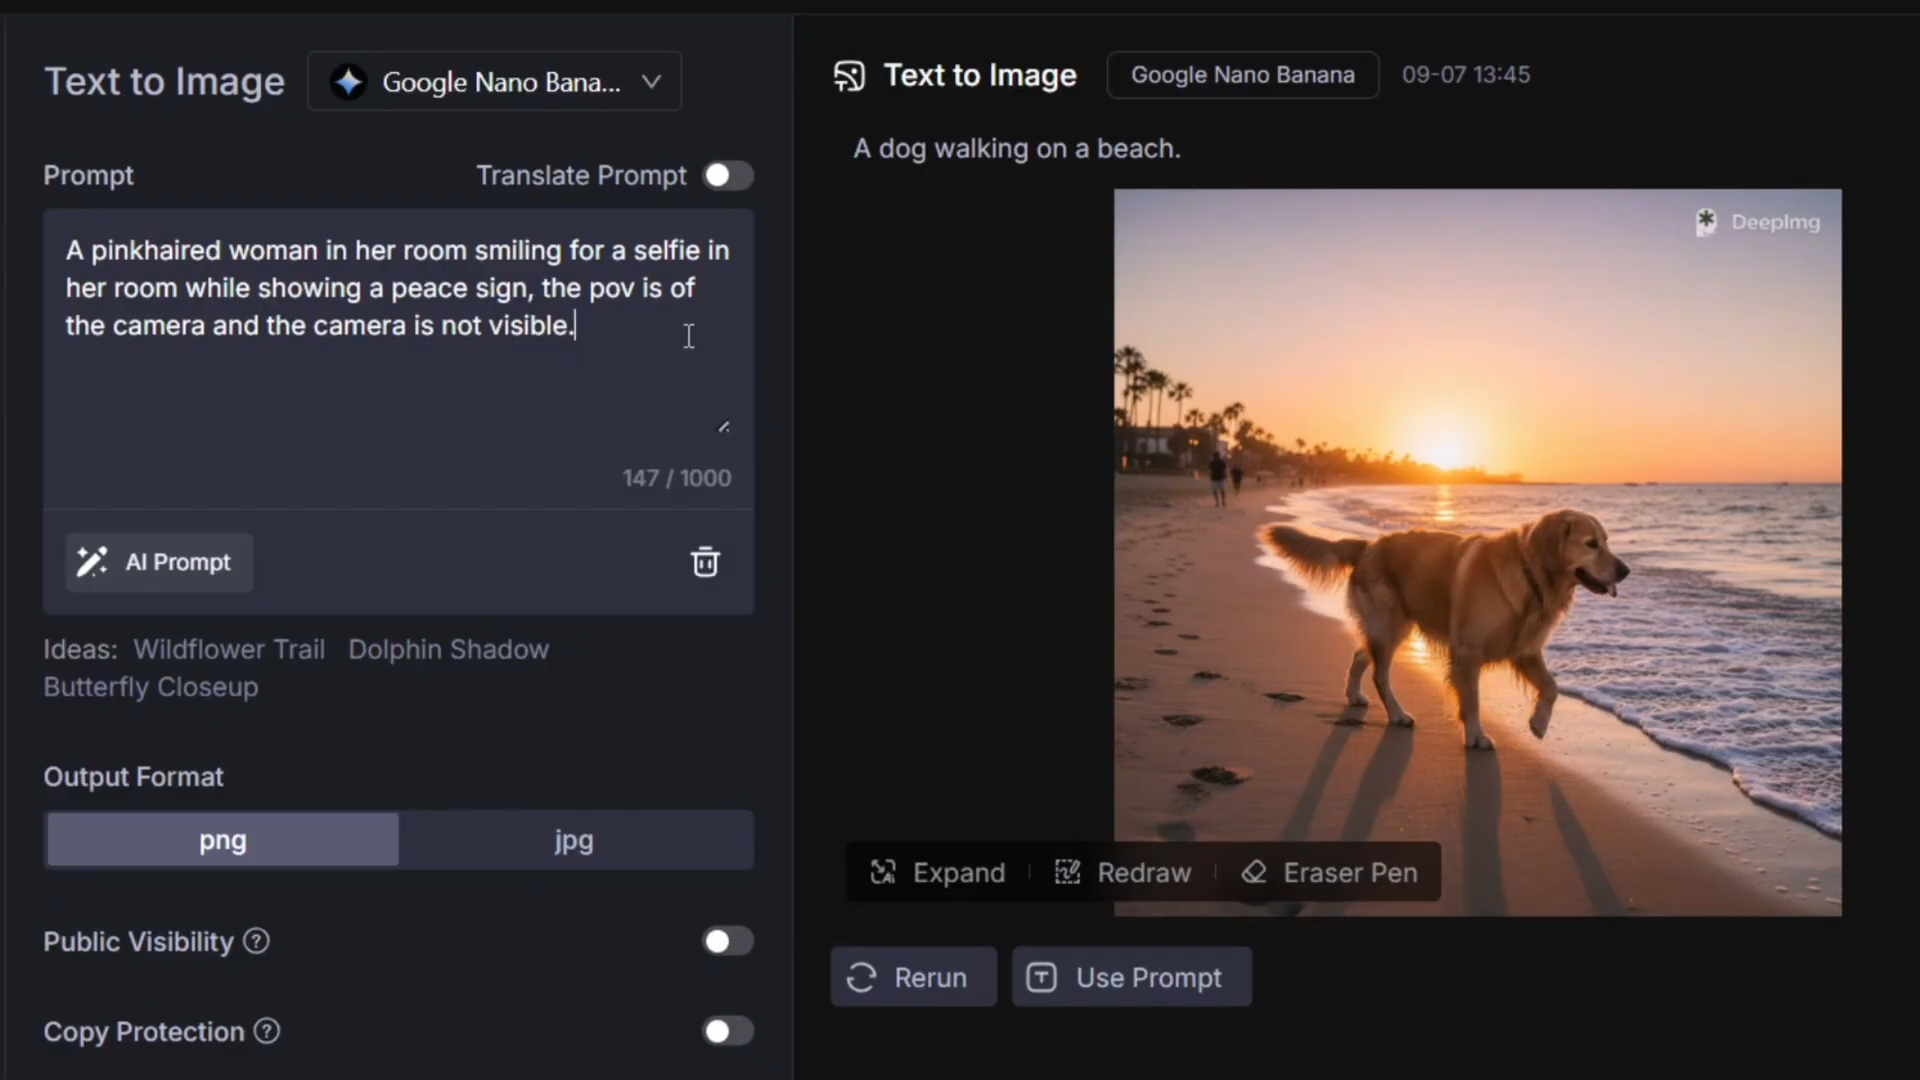 Text to Image
Google Nano Bana...
Prompt
Translate Prompt
A pinkhaired woman in her room smiling for a selfie in
her room while showing a peace sign, the pov is of
the camera and the camera is not visible.
147 / 1000
AI Prompt
Ideas: Wildflower Trail Dolphin Shadow
Butterfly Closeup
Output Format
png
jpg
Public Visibility ?
Copy Protection ?
Text to Image
Google Nano Banana
09-07 13:45
A dog walking on a beach.
DeepImg
Expand
Redraw
Eraser Pen
Rerun
Use Prompt